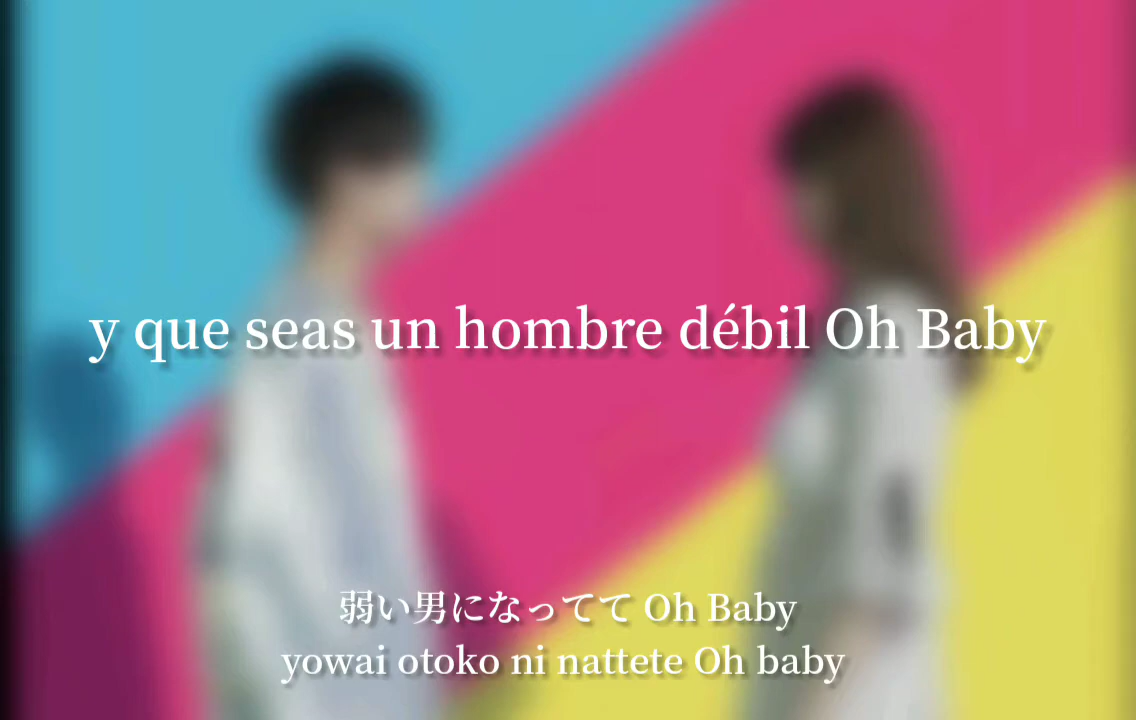 y que seas un hombre débil Oh Baby
弱い男になってて Oh Baby
yowai otoko ni nattete Oh baby